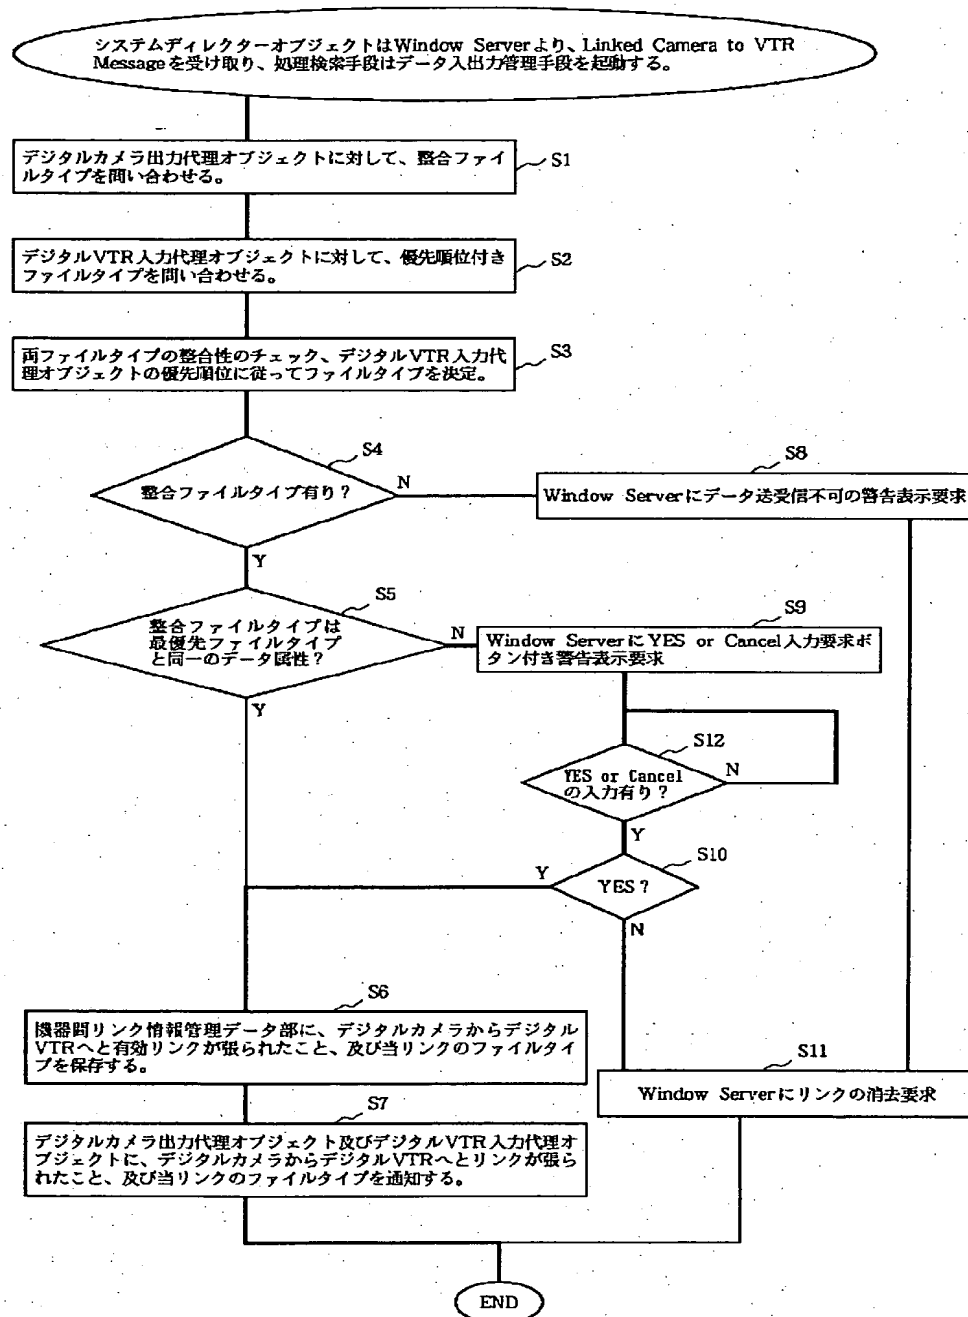 システムディレクターオブジェクトはWindow Serverより、Linked Camera to VTR
Messageを受け取り、処理検索手段はデータ入出力管理手段を起動する。
デジタルカメラ出力代理オブジェクトに対して、整合ファイ
ルタイプを問い合わせる。
S1
デジタルVTR入力代理オブジェクトに対して、優先順位付き
ファイルタイプを問い合わせる。
S2
両ファイルタイプの整合性のチェック、デジタルVTR入力代
理オブジェクトの優先順位に従ってファイルタイプを決定。
S3
S4
整合ファイルタイプ有り？
N
Y
S8
Window Serverにデータ送受信不可の警告表示要求
S5
整合ファイルタイプは
最優先ファイルタイプ
と同一のデータ属性？
N
Y
S9
Window ServerにYES or Cancel入力要求ボ
タン付き警告表示要求
S12
YES or Cancel
の入力有り？
N
Y
S10
YES？
Y
N
S6
機器間リンク情報管理データ部に、デジタルカメラからデジタル
VTRへと有効リンクが張られたこと、及び当リンクのファイルタイ
プを保存する。
S11
Window Serverにリンクの消去要求
S7
デジタルカメラ出力代理オブジェクト及びデジタルVTR入力代理オ
ブジェクトに、デジタルカメラからデジタルVTRへとリンクが張ら
れたこと、及び当リンクのファイルタイプを通知する。
END